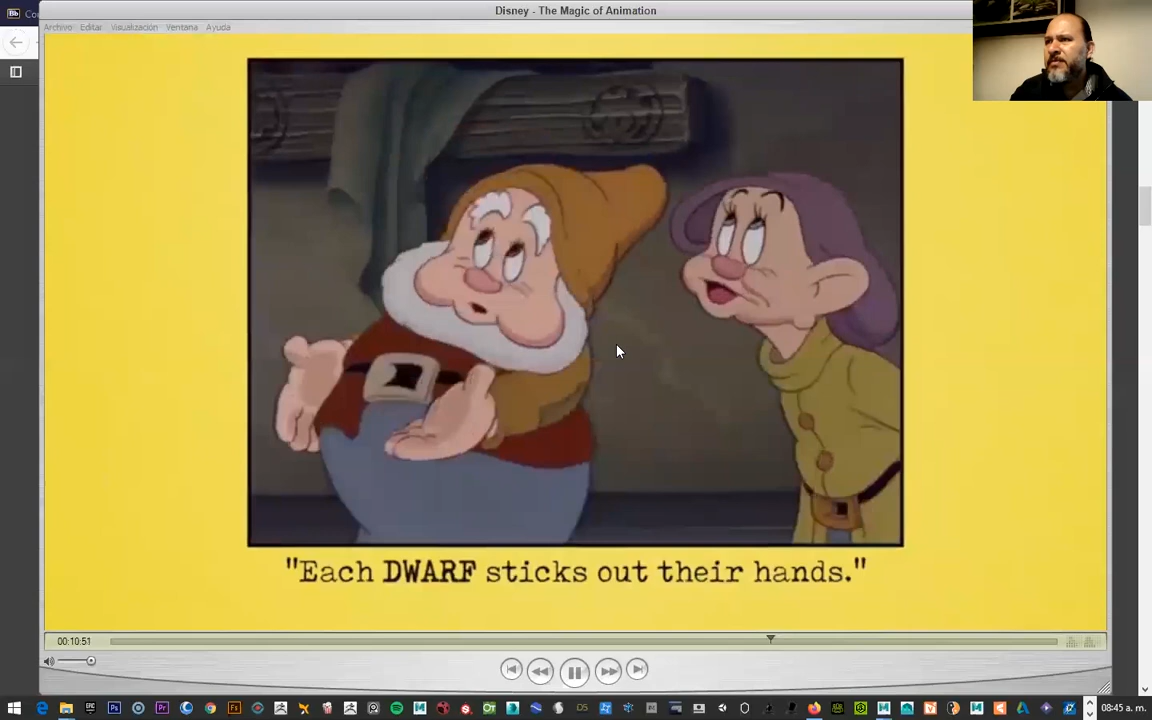 Disney - The Magic of Animation
Archivo Editar Visualización Ventana Ayuda
"Each DWARF sticks out their hands."
00:10:51
08:45 a. m.